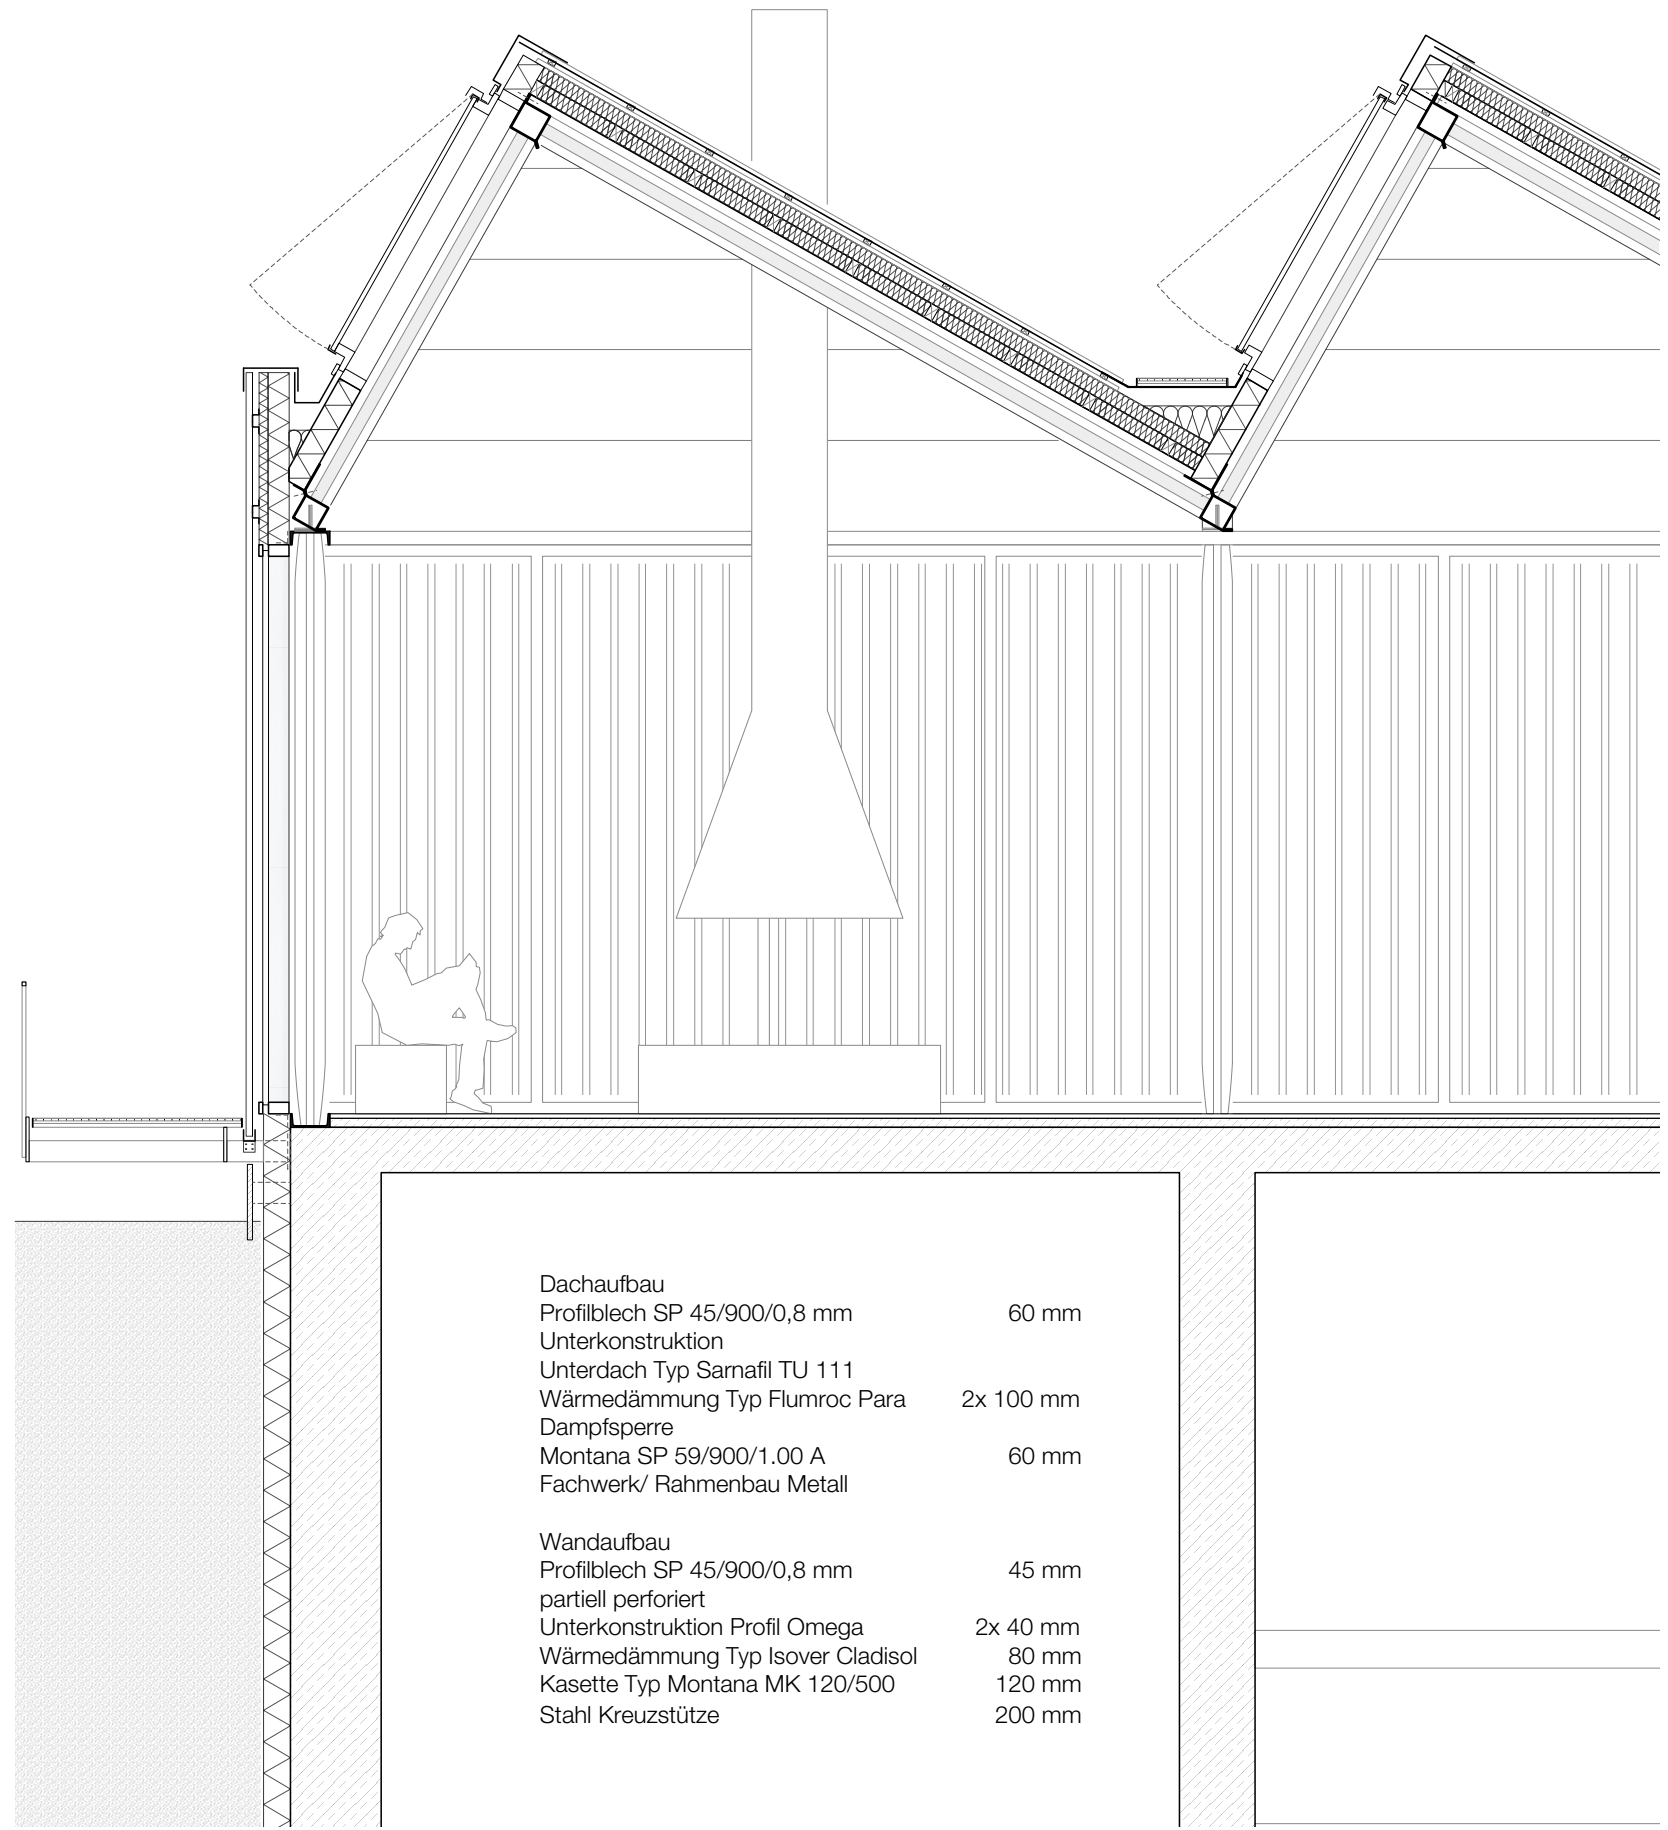 Dachaufbau
Profilblech SP 45/900/0,8 mm 60 mm
Unterkonstruktion
Unterdach Typ Sarnafil TU 111
Wärmedämmung Typ Flumroc Para 2x 100 mm
Dampfsperre
Montana SP 59/900/1.00 A 60 mm
Fachwerk/ Rahmenbau Metall
Wandaufbau
Profilblech SP 45/900/0,8 mm 45 mm
partiell perforiert
Unterkonstruktion Profil Omega 2x 40 mm
Wärmedämmung Typ Isover Cladisol 80 mm
Kasette Typ Montana MK 120/500 120 mm
Stahl Kreuzstütze 200 mm